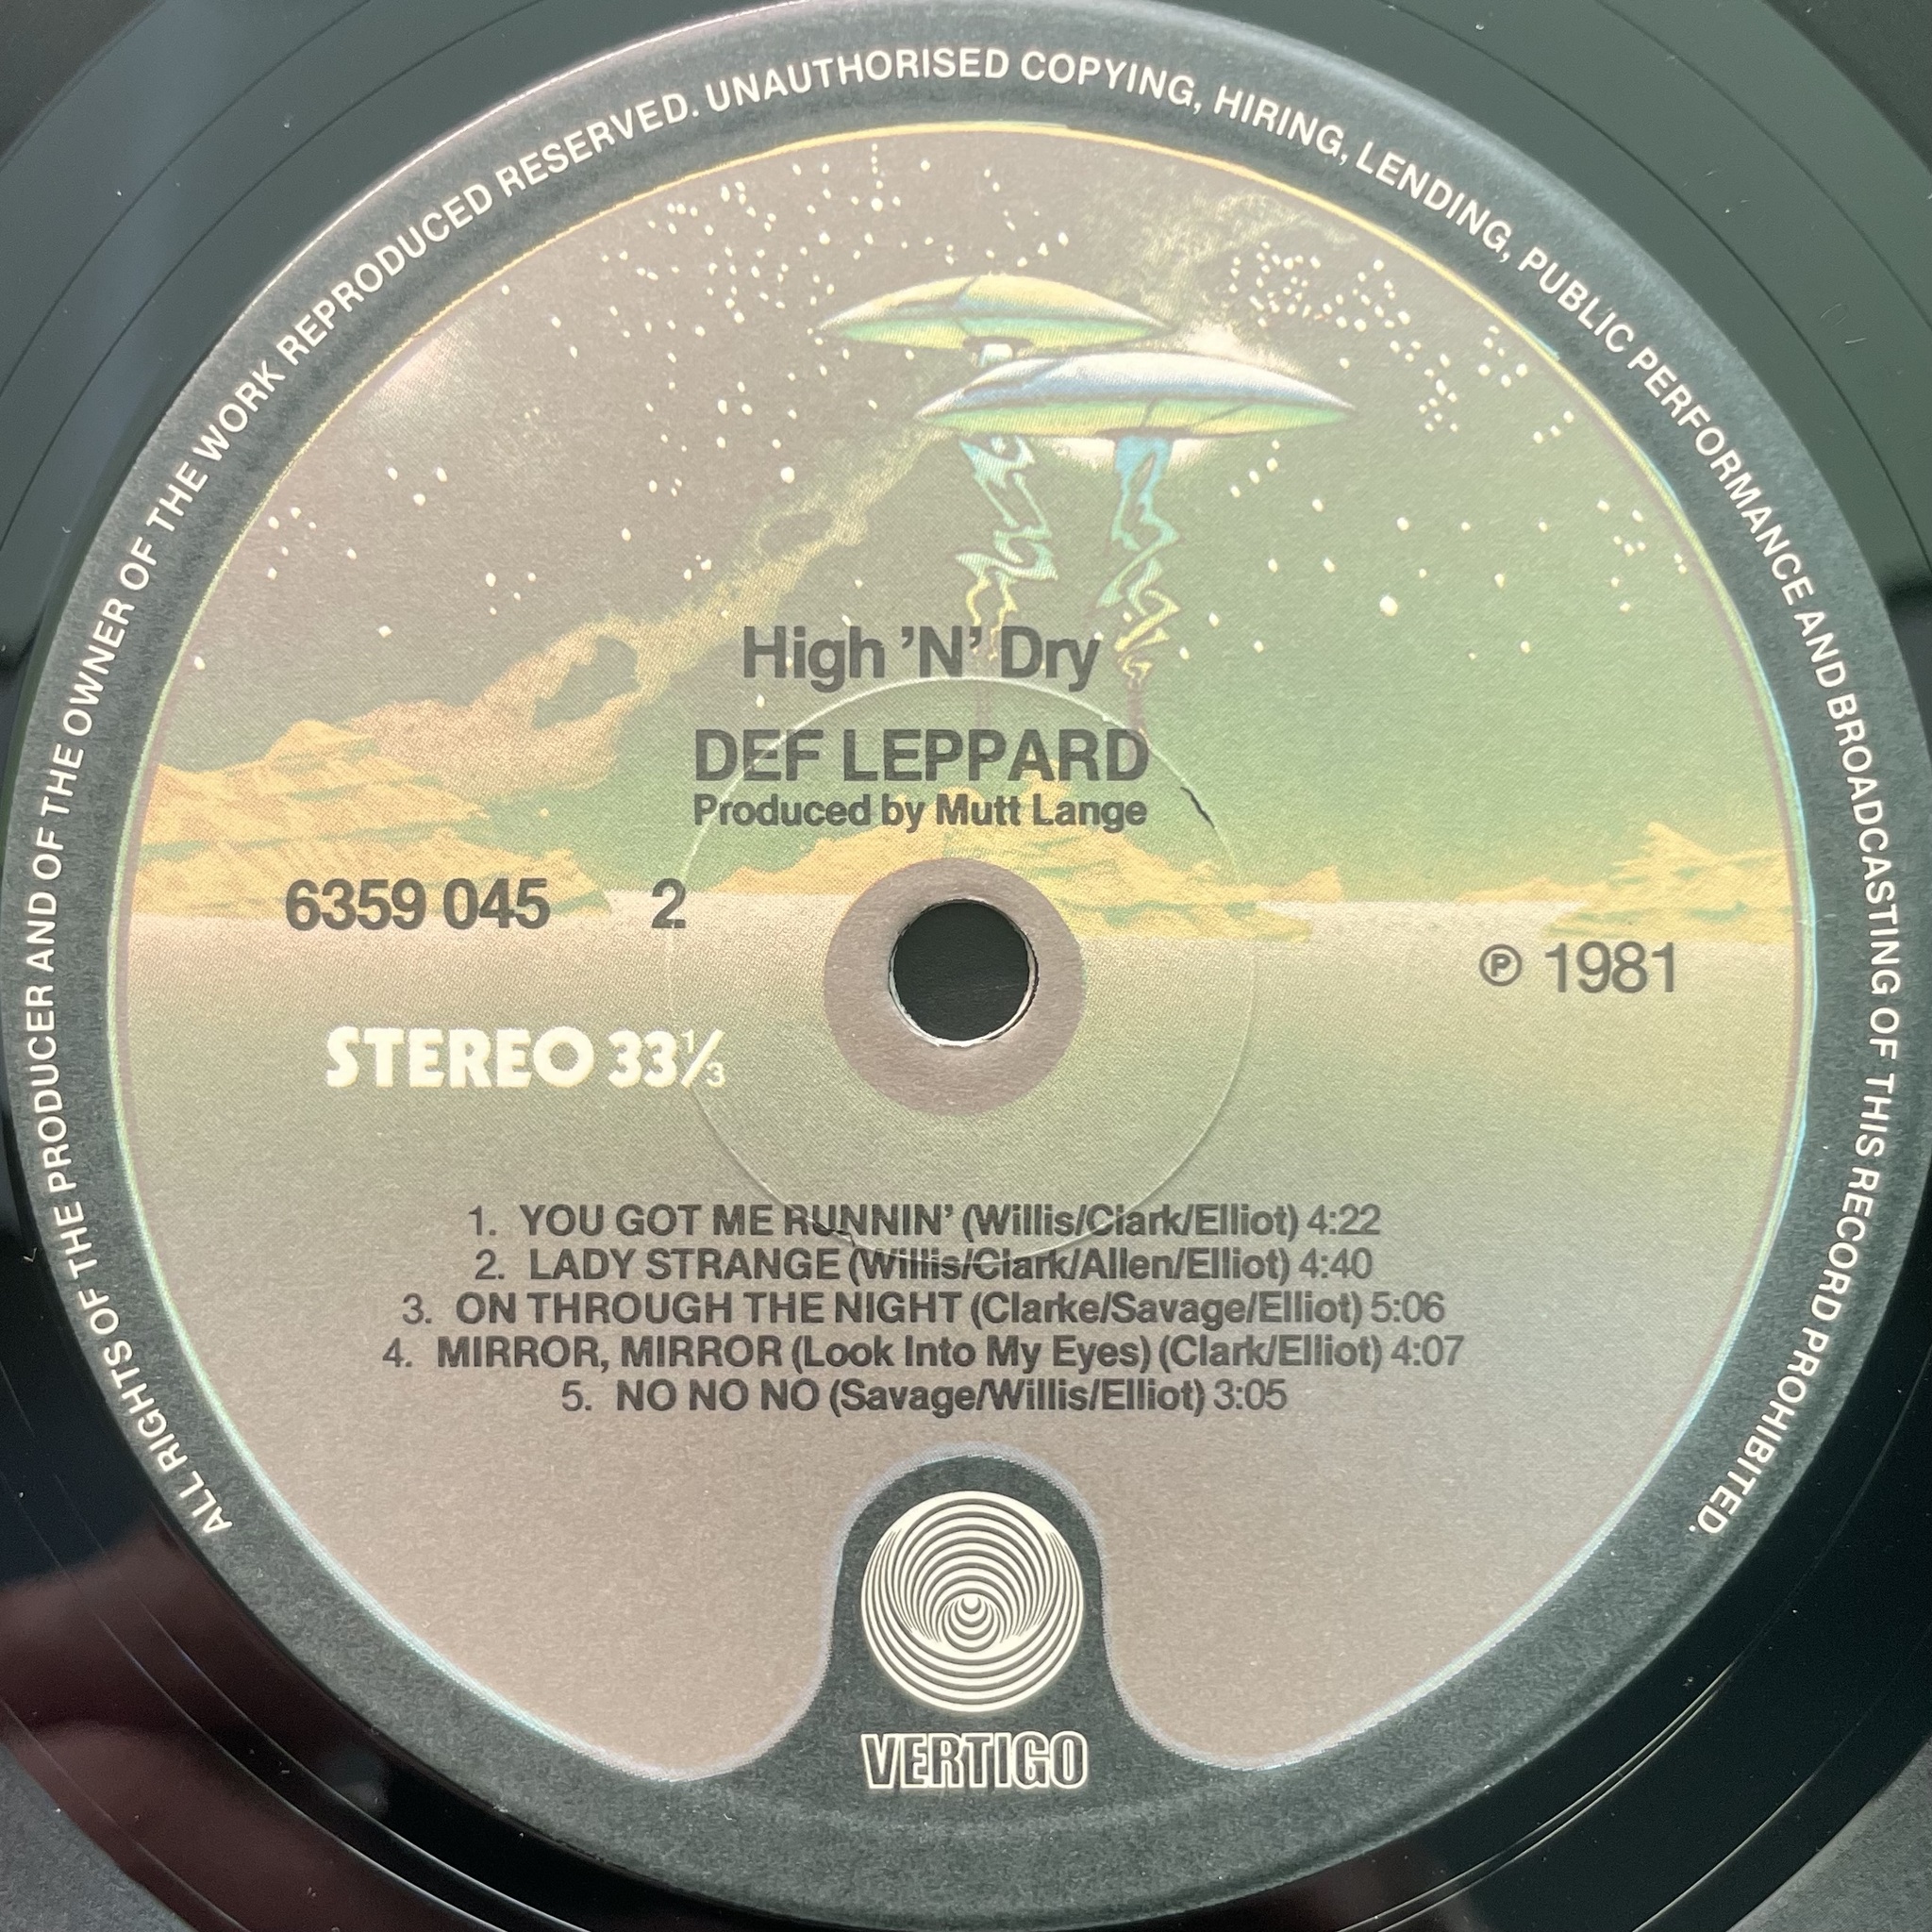 ALL RIGHTS OF THE PRODUCER AND OF THE OWNER OF THE WORK REPRODUCED RESERVED. UNAUTHORISED COPYING, HIRING, LENDING, PUBLIC PERFORMANCE AND BROADCASTING OF THIS RECORD PROHIBITED.
High 'N' Dry
DEF LEPPARD
Produced by Mutt Lange
6359 045 2
℗ 1981
STEREO 33⅓
1. YOU GOT ME RUNNIN' (Willis/Clark/Elliot) 4:22
2. LADY STRANGE (Willis/Clark/Allen/Elliot) 4:40
3. ON THROUGH THE NIGHT (Clarke/Savage/Elliot) 5:06
4. MIRROR, MIRROR (Look Into My Eyes) (Clark/Elliot) 4:07
5. NO NO NO (Savage/Willis/Elliot) 3:05
VERTIGO